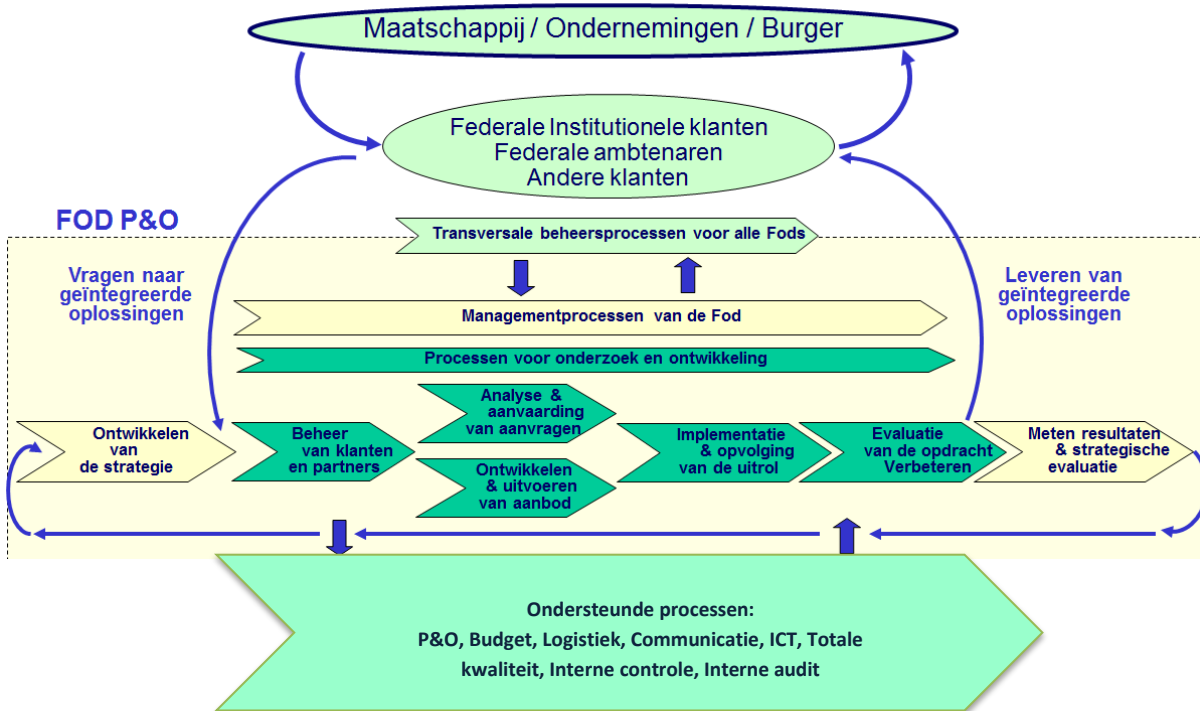 Maatschappij / Ondernemingen / Burger
Federale Institutionele klanten
Federale ambtenaren
Andere klanten
FOD P&O
Transversale beheersprocessen voor alle Fods
Vragen naar
geïntegreerde
oplossingen
Leveren van
geïntegreerde
oplossingen
Managementprocessen van de Fod
Processen voor onderzoek en ontwikkeling
Ontwikkelen
van
de strategie
Beheer
van klanten
en partners
Analyse &
aanvaarding
van aanvragen
Ontwikkelen
& uitvoeren
van aanbod
Implementatie
& opvolging
van de uitrol
Evaluatie
van de opdracht
Verbeteren
Meten resultaten
& strategische
evaluatie
Ondersteunde processen:
P&O, Budget, Logistiek, Communicatie, ICT, Totale
kwaliteit, Interne controle, Interne audit